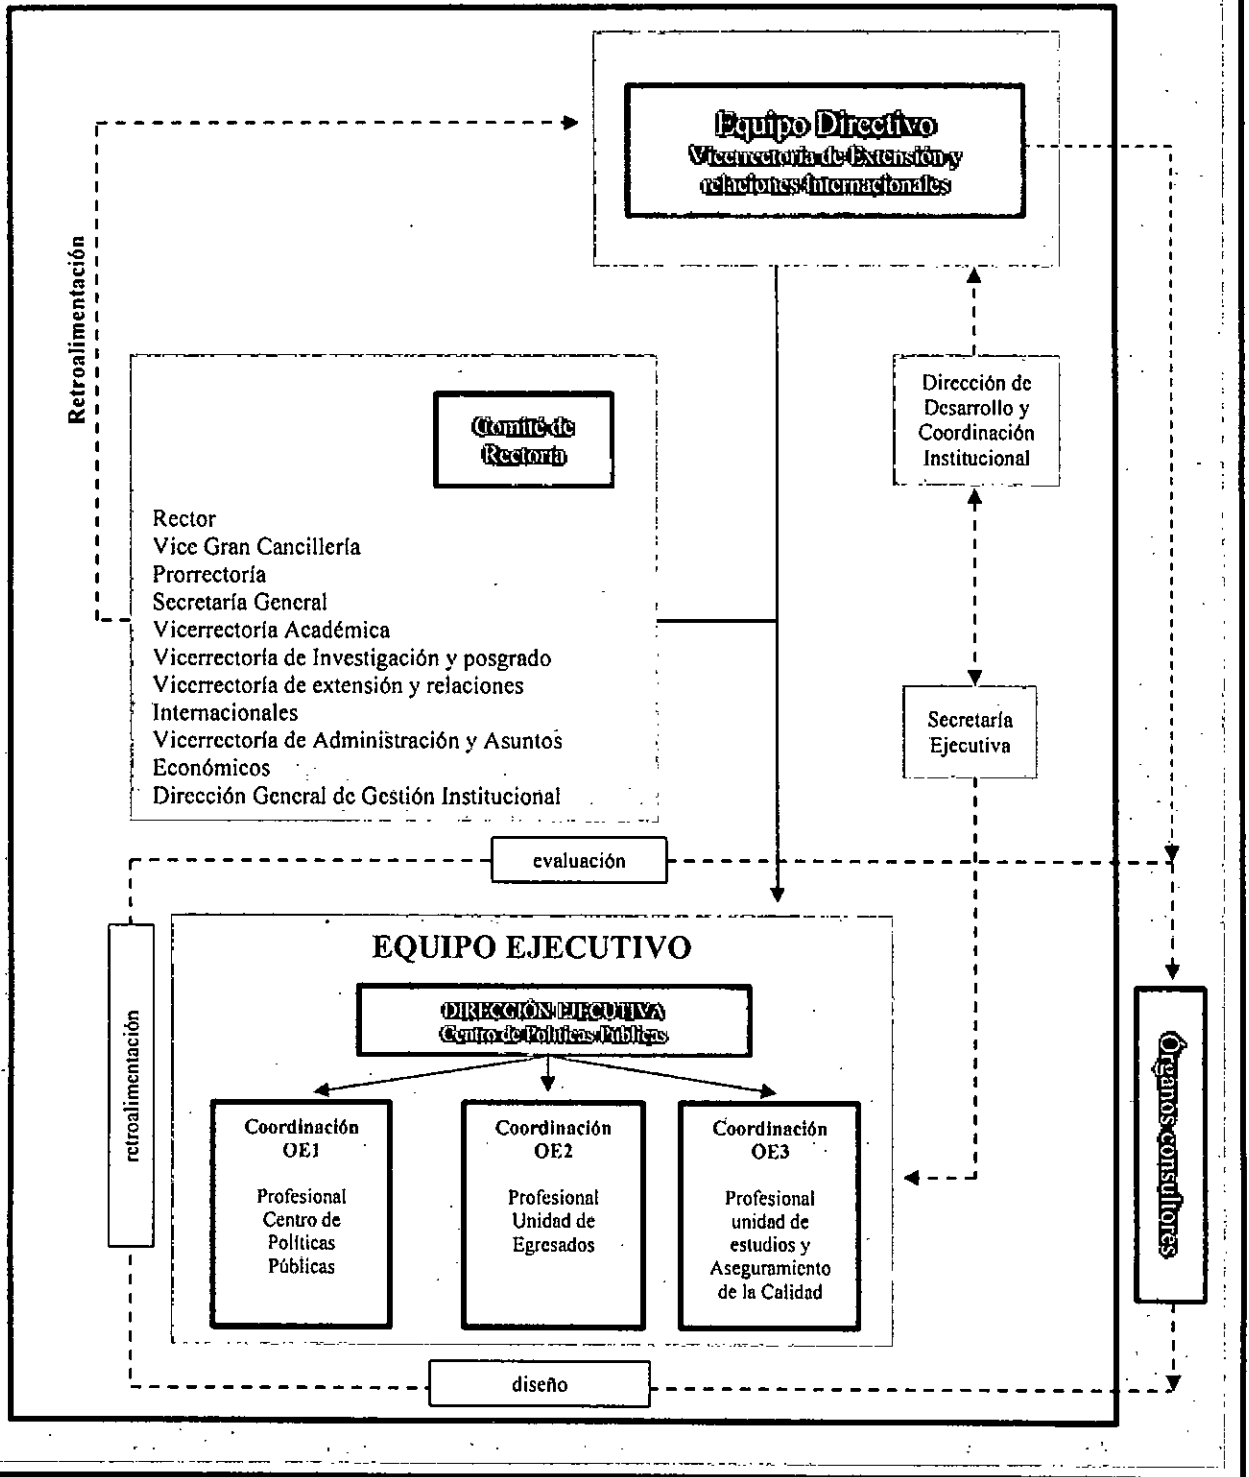 Equipo Directivo
Vicerrectoría de Extensión y
relaciones Internacionales
Retroalimentación
Dirección de
Desarrollo y
Coordinación
Institucional
Comité de
Rectoría
Rector
Vice Gran Cancillería
Prorrectoría
Secretaría General
Vicerrectoría Académica
Vicerrectoría de Investigación y posgrado
Vicerrectoría de extensión y relaciones
Internacionales
Vicerrectoría de Administración y Asuntos
Económicos
Dirección General de Gestión Institucional
Secretaría
Ejecutiva
evaluación
EQUIPO EJECUTIVO
DIRECCIÓN EJECUTIVA
Centro de Políticas Públicas
retroalimentación
Coordinación
OE1
Profesional
Centro de
Políticas
Públicas
Coordinación
OE2
Profesional
Unidad de
Egresados
Coordinación
OE3
Profesional
unidad de
estudios y
Aseguramiento
de la Calidad
Órganos consultores
diseño